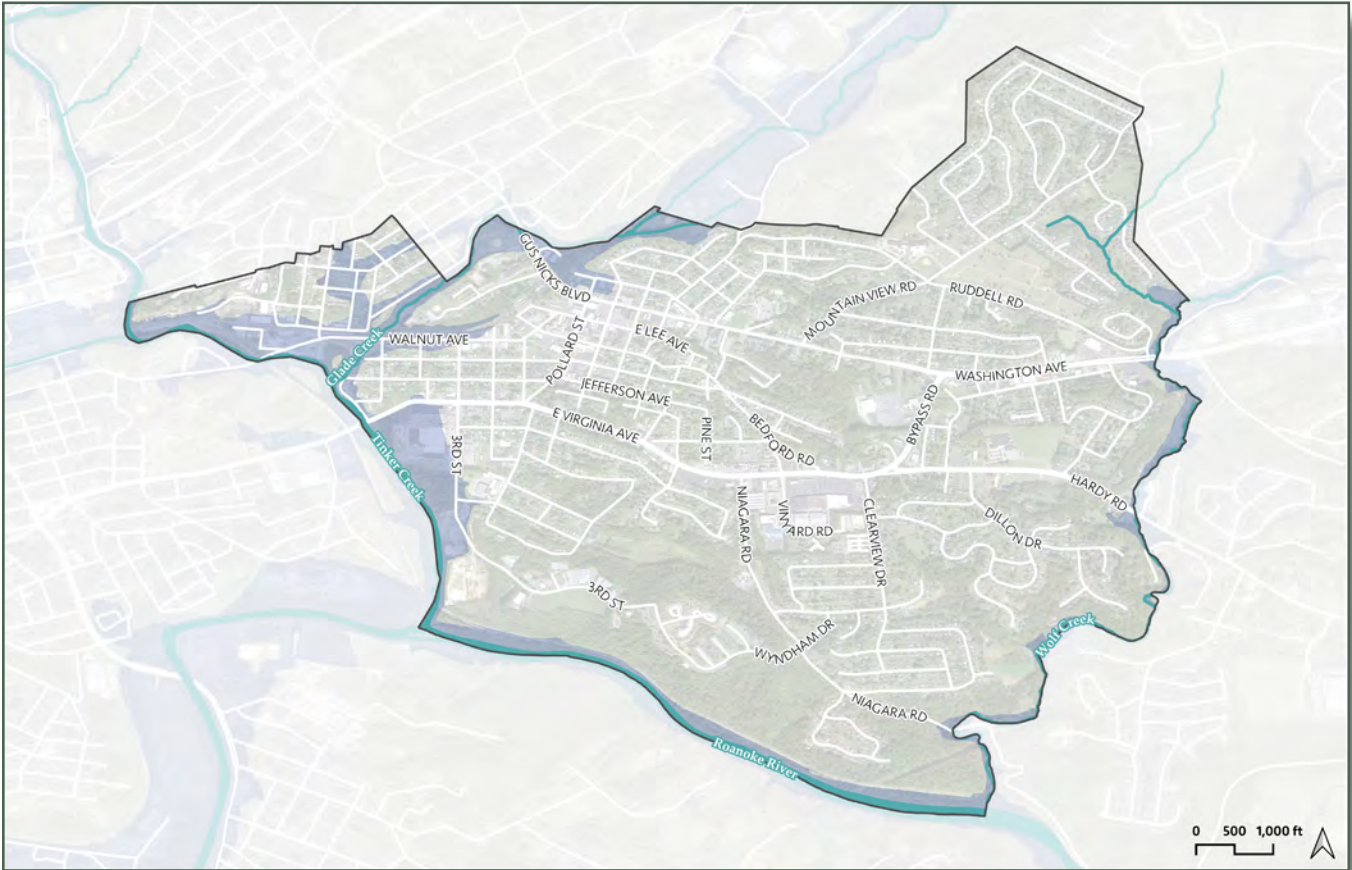 GUS NICKS BLVD
MOUNTAIN VIEW RD
RUDDELL RD
WALNUT AVE
POLLARD ST
E LEE AVE
Glade Creek
WASHINGTON AVE
JEFFERSON AVE
BYPASS RD
E VIRGINIA AVE
PINE ST
BEDFORD RD
3RD ST
Tinker Creek
HARDY RD
NIAGARA RD
VINYARD RD
CLEARVIEW DR
DILLON DR
3RD ST
WYNDHAM DR
Wolf Creek
NIAGARA RD
Roanoke River
0 500 1,000 ft